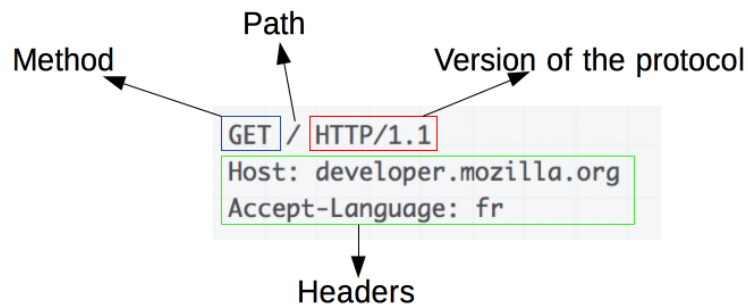 Path
Method
Version of the protocol
GET / HTTP/1.1
Host: developer.mozilla.org
Accept-Language: fr
Headers